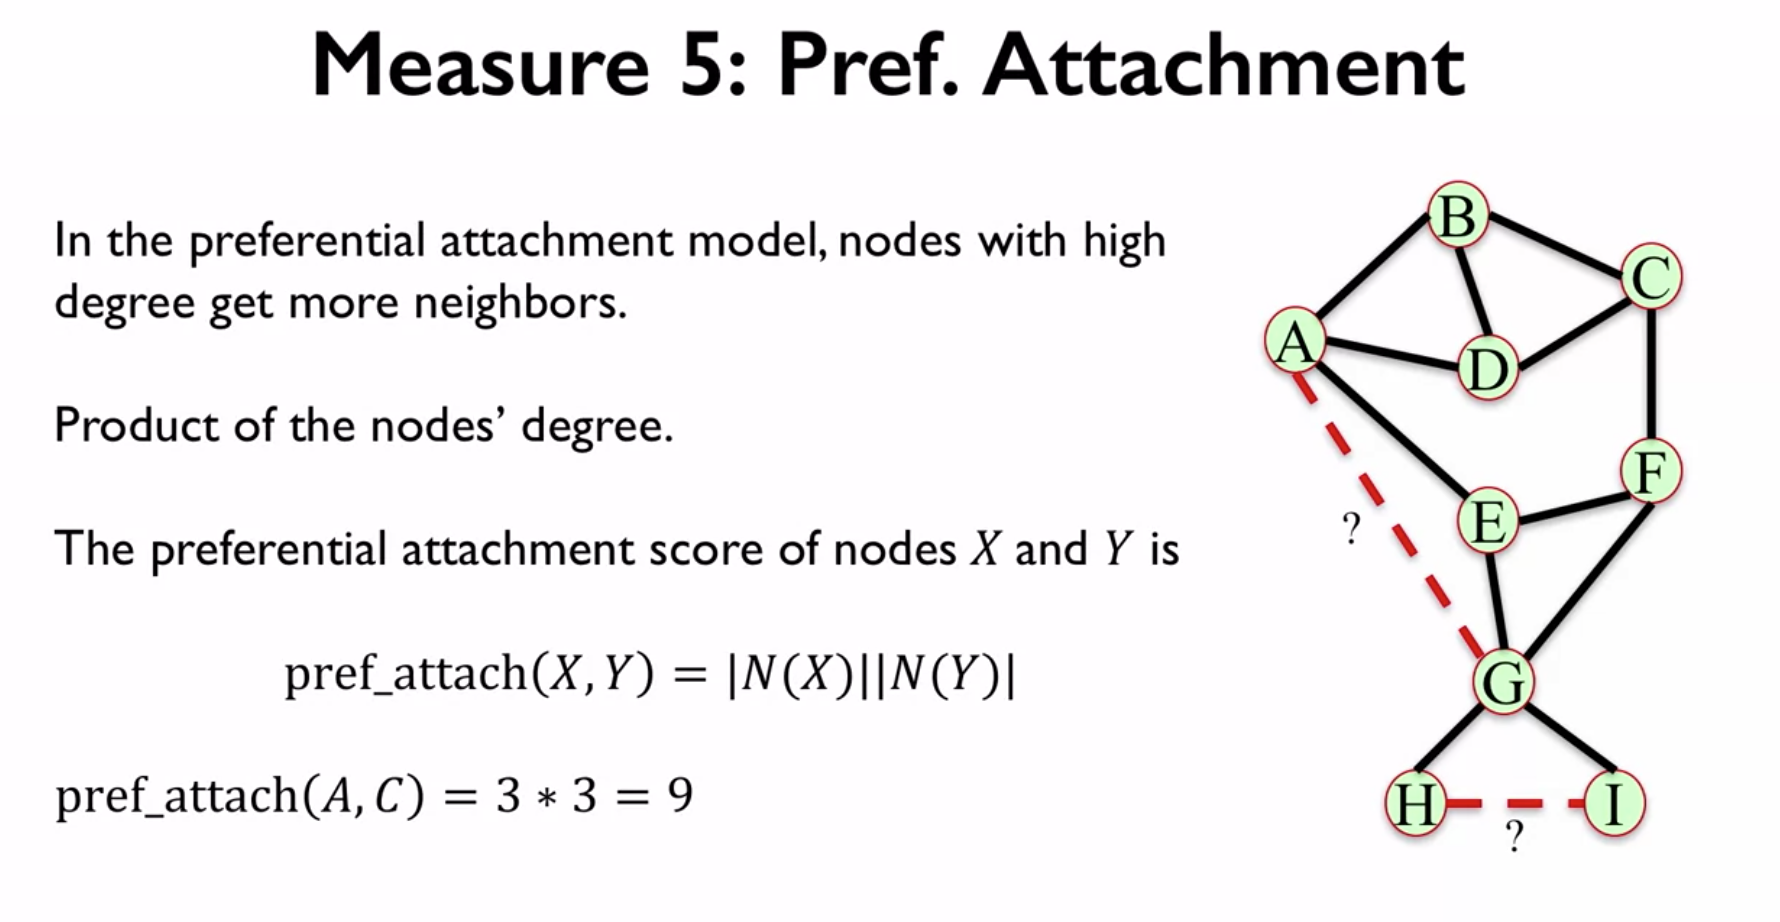 Measure 5: Pref. Attachment
In the preferential attachment model, nodes with high
degree get more neighbors.
Product of the nodes’ degree.
The preferential attachment score of nodes X and Y is
pref_attach(X, Y) = |N(X)||N(Y)|
pref_attach(A, C) = 3 ∗ 3 = 9
B
C
A
D
F
E
?
G
H
I
?